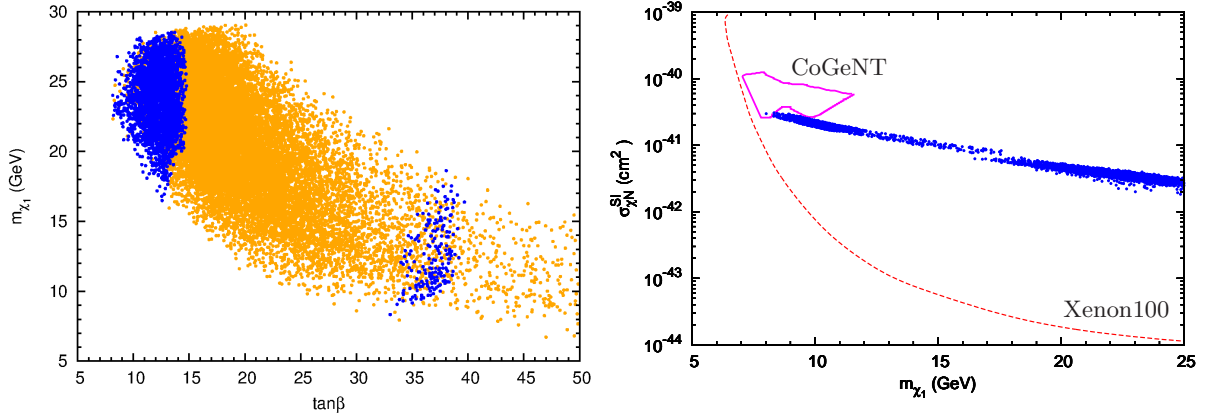 30
25
20
15
10
5
5 10 15 20 25 30 35 40 45 50
m_χ₁ (GeV)
tanβ
10⁻³⁹
10⁻⁴⁰
10⁻⁴¹
10⁻⁴²
10⁻⁴³
10⁻⁴⁴
5 10 15 20 25
σ^SI_χN (cm²)
m_χ₁ (GeV)
CoGeNT
Xenon100